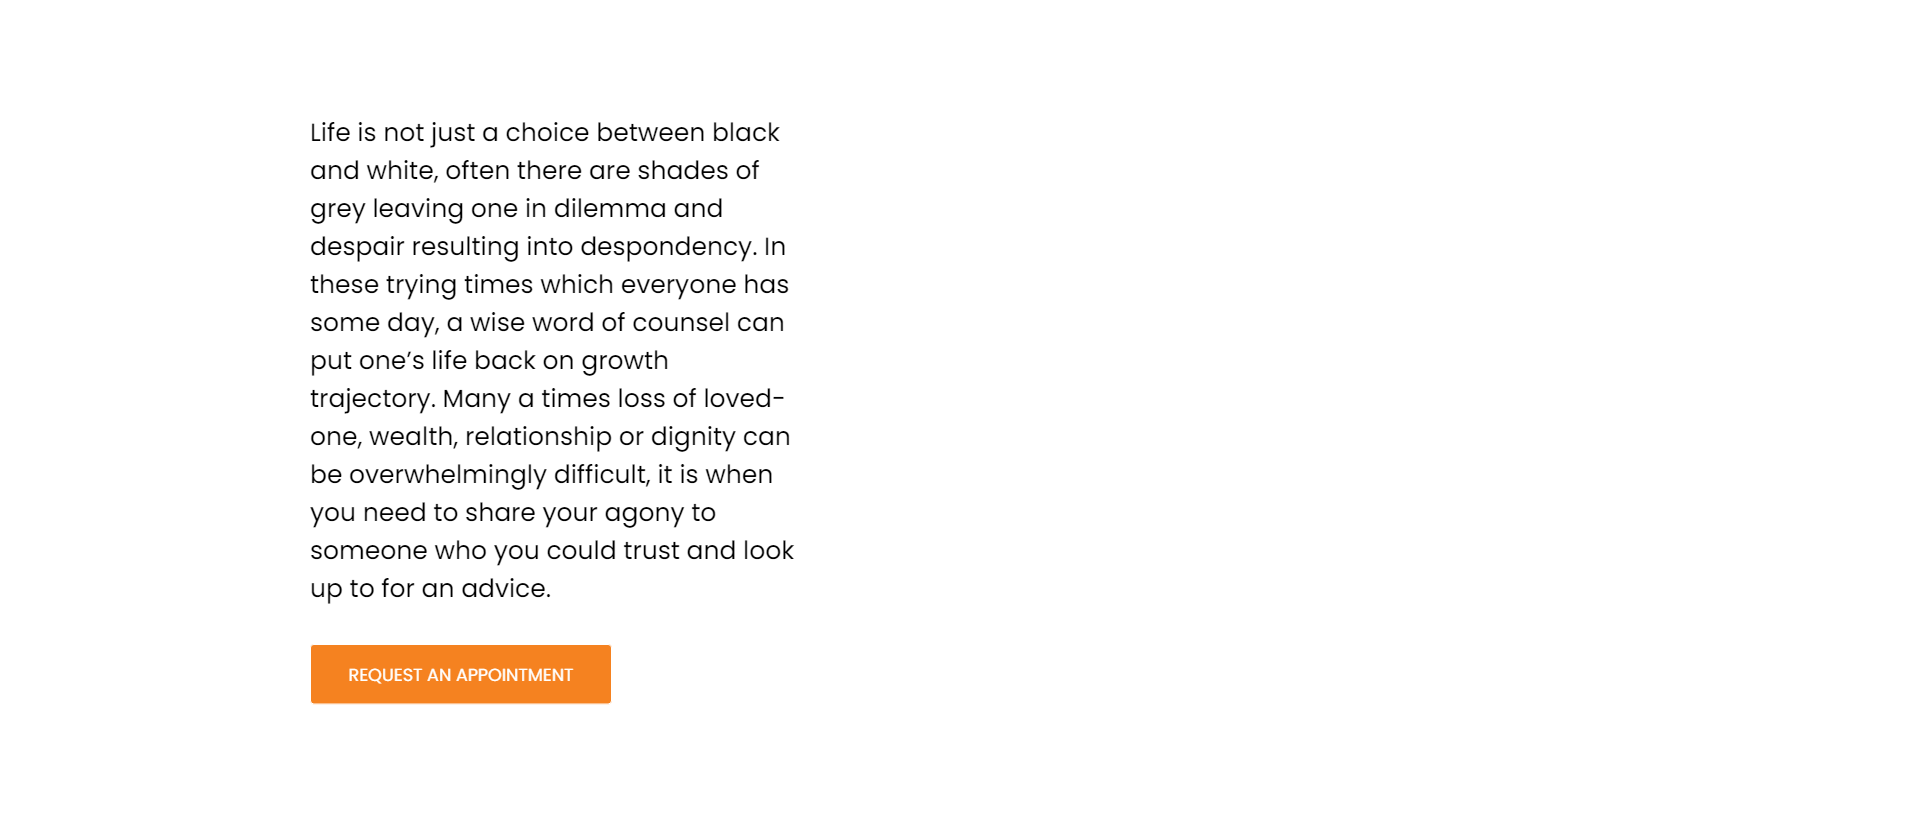 Life is not just a choice between black
and white, often there are shades of
grey leaving one in dilemma and
despair resulting into despondency. In
these trying times which everyone has
some day, a wise word of counsel can
put one’s life back on growth
trajectory. Many a times loss of loved-
one, wealth, relationship or dignity can
be overwhelmingly difficult, it is when
you need to share your agony to
someone who you could trust and look
up to for an advice.
REQUEST AN APPOINTMENT